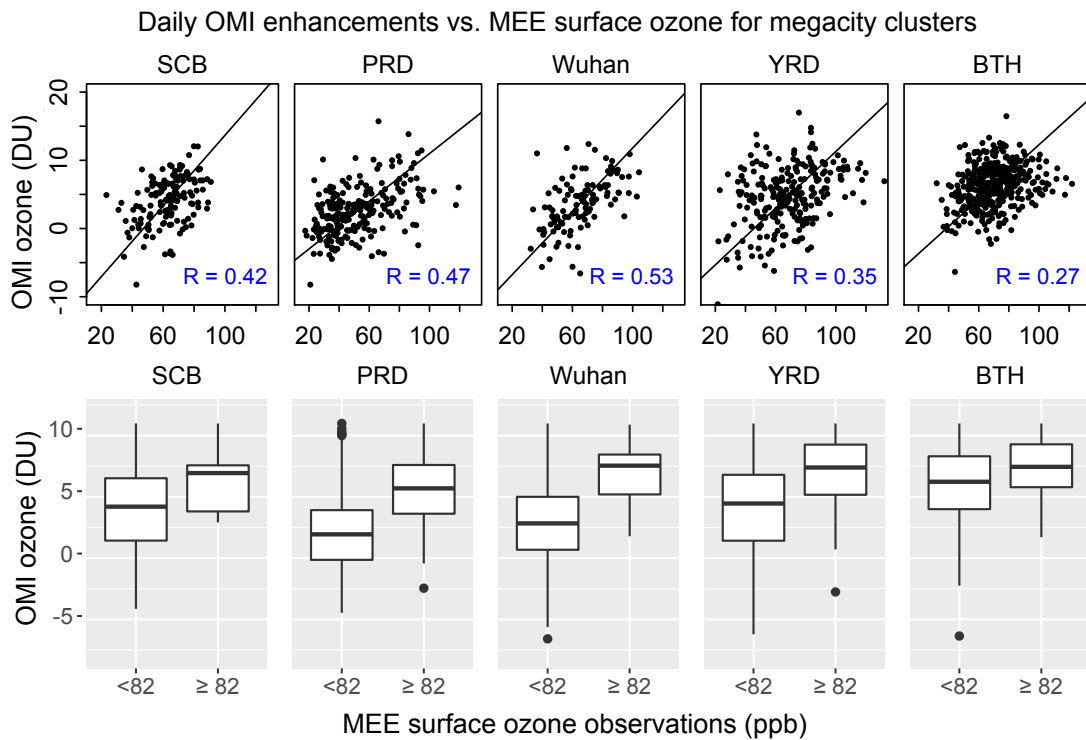 Daily OMI enhancements vs. MEE surface ozone for megacity clusters
SCB PRD Wuhan YRD BTH
OMI ozone (DU)
20
10
0
-10
R = 0.42 R = 0.47 R = 0.53 R = 0.35 R = 0.27
20 60 100 20 60 100 20 60 100 20 60 100 20 60 100
SCB PRD Wuhan YRD BTH
OMI ozone (DU)
10
5
0
-5
<82 ≥ 82 <82 ≥ 82 <82 ≥ 82 <82 ≥ 82 <82 ≥ 82
MEE surface ozone observations (ppb)